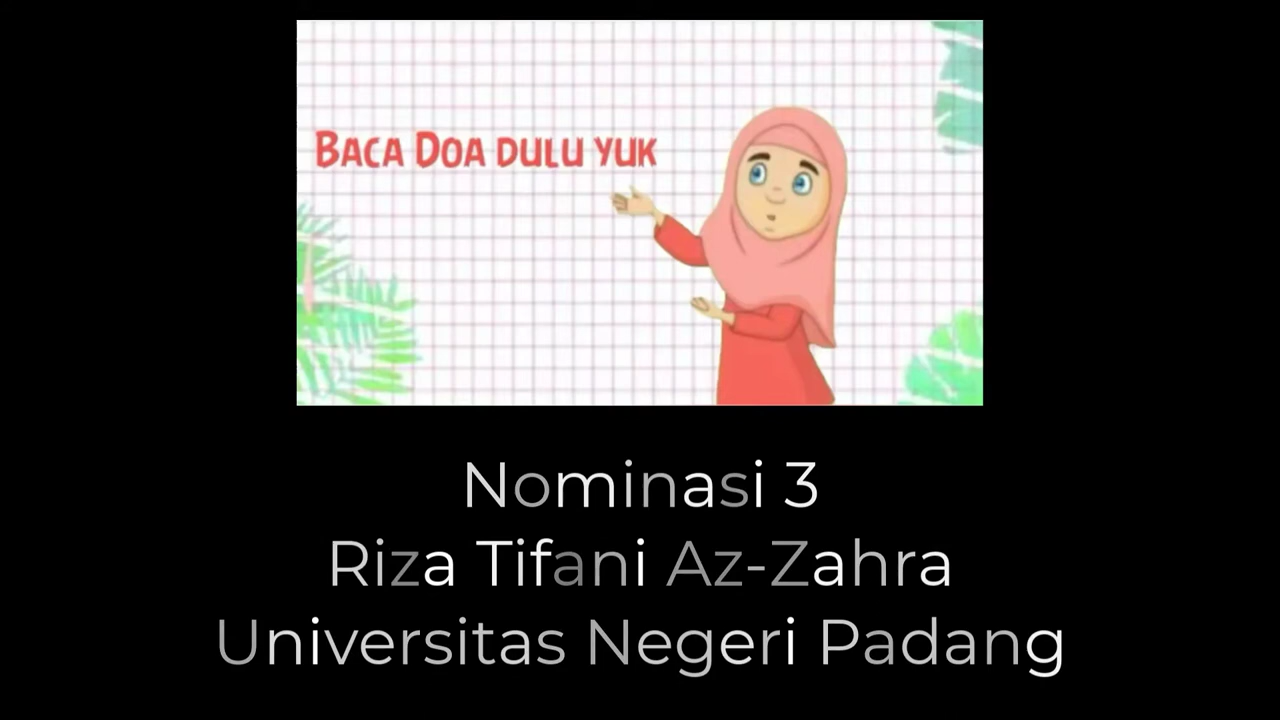 BACA DOA DULU YUK
Nominasi 3
Riza Tifani Az-Zahra
Universitas Negeri Padang